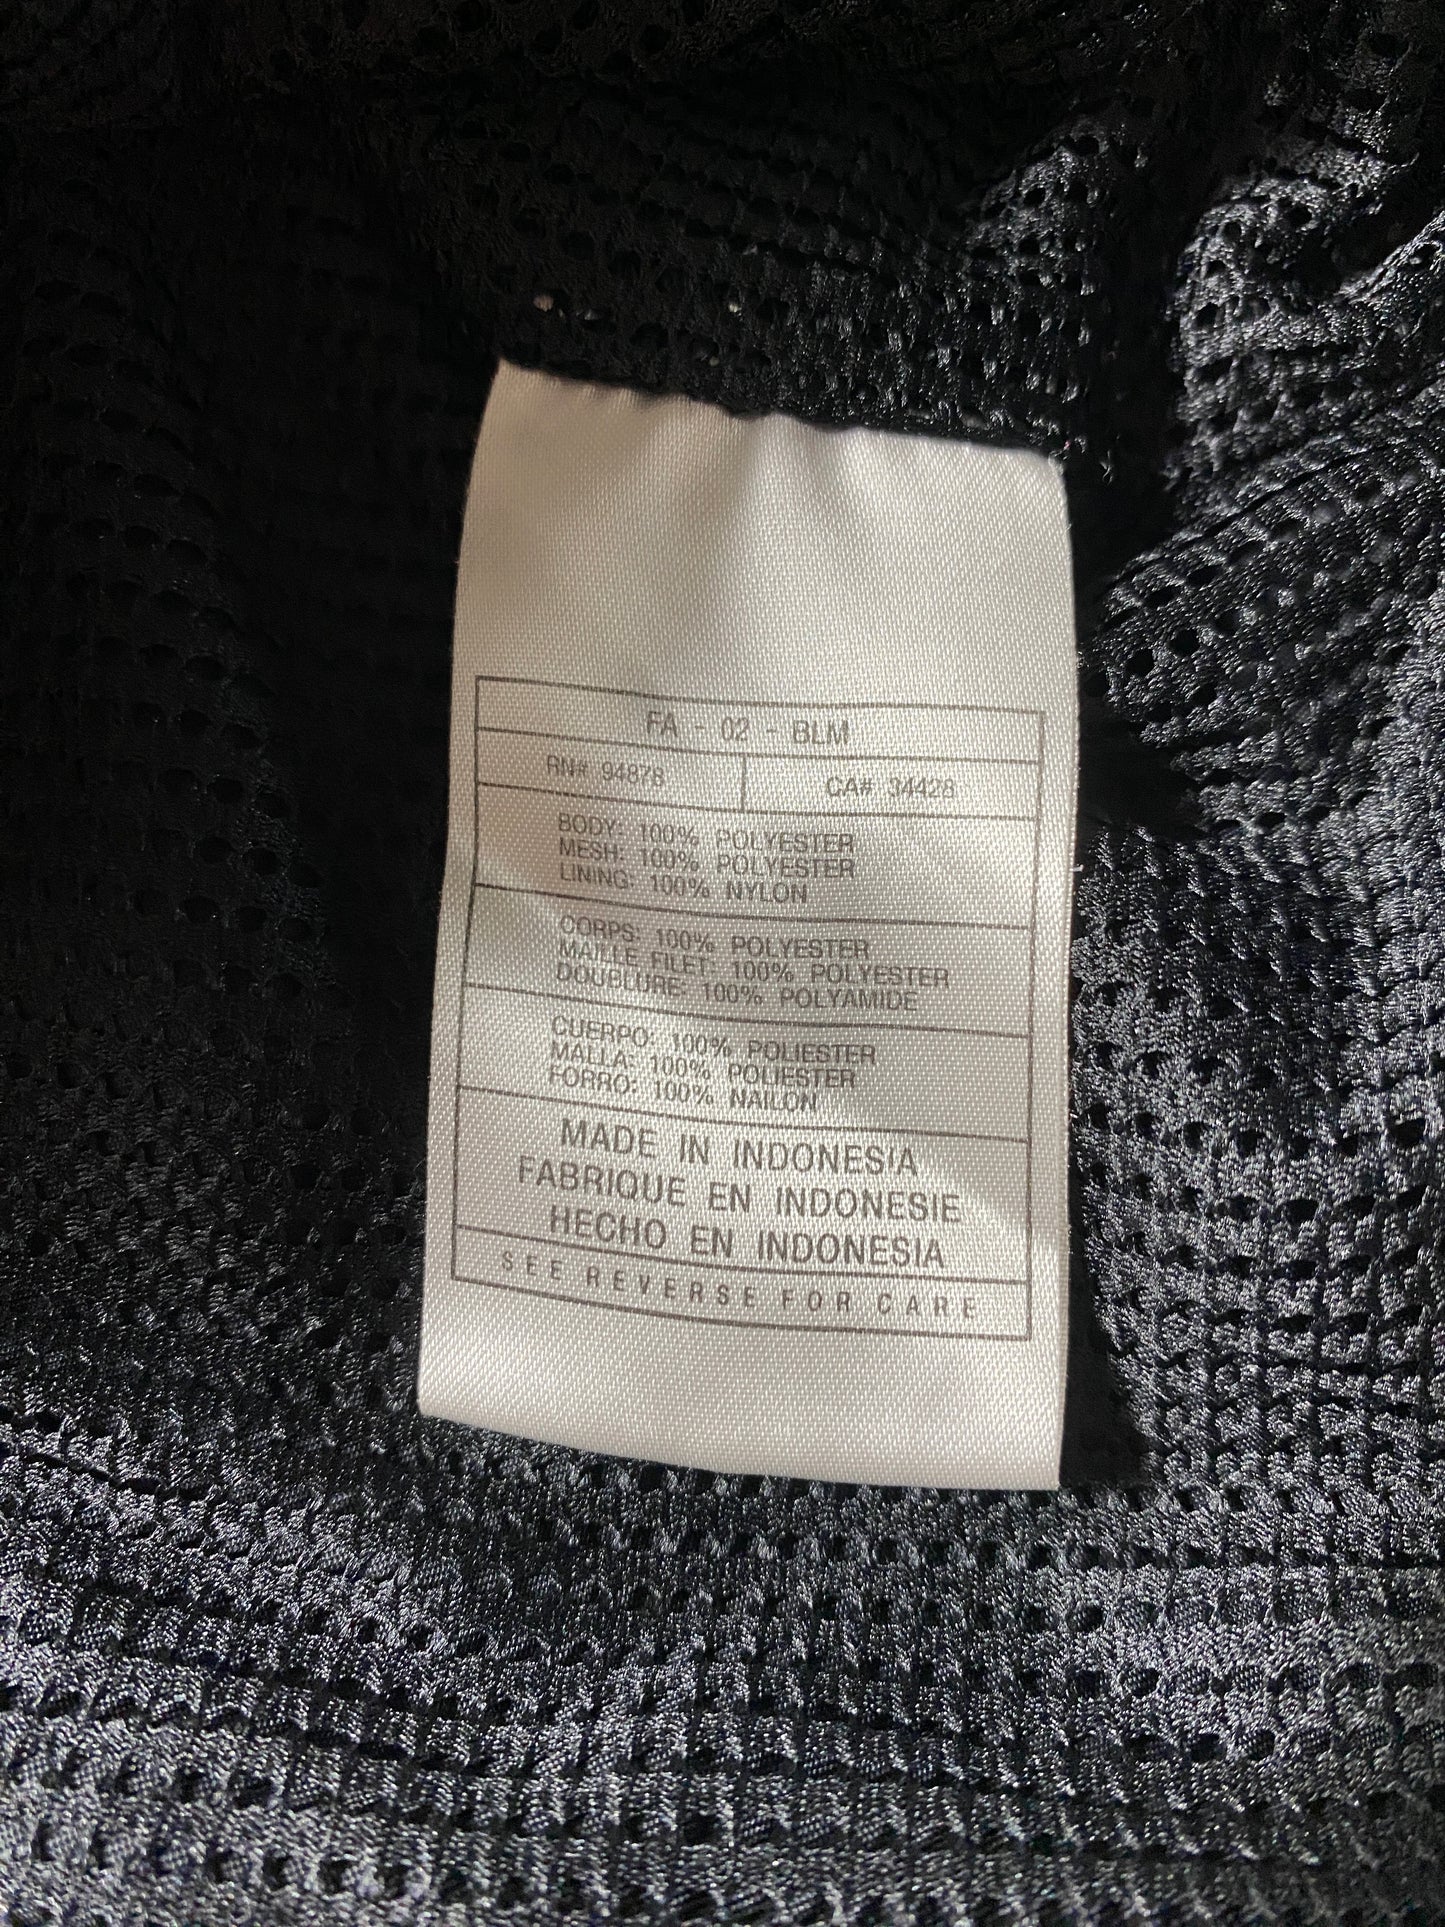 FA - 02 - BLM
RN# 94878 CA# 34428
BODY: 100% POLYESTER
MESH: 100% POLYESTER
LINING: 100% NYLON
CORPS: 100% POLYESTER
MAILLE FILET: 100% POLYESTER
DOUBLURE: 100% POLYAMIDE
CUERPO: 100% POLIESTER
MALLA: 100% POLIESTER
FORRO: 100% NAILON
MADE IN INDONESIA
FABRIQUE EN INDONESIE
HECHO EN INDONESIA
SEE REVERSE FOR CARE